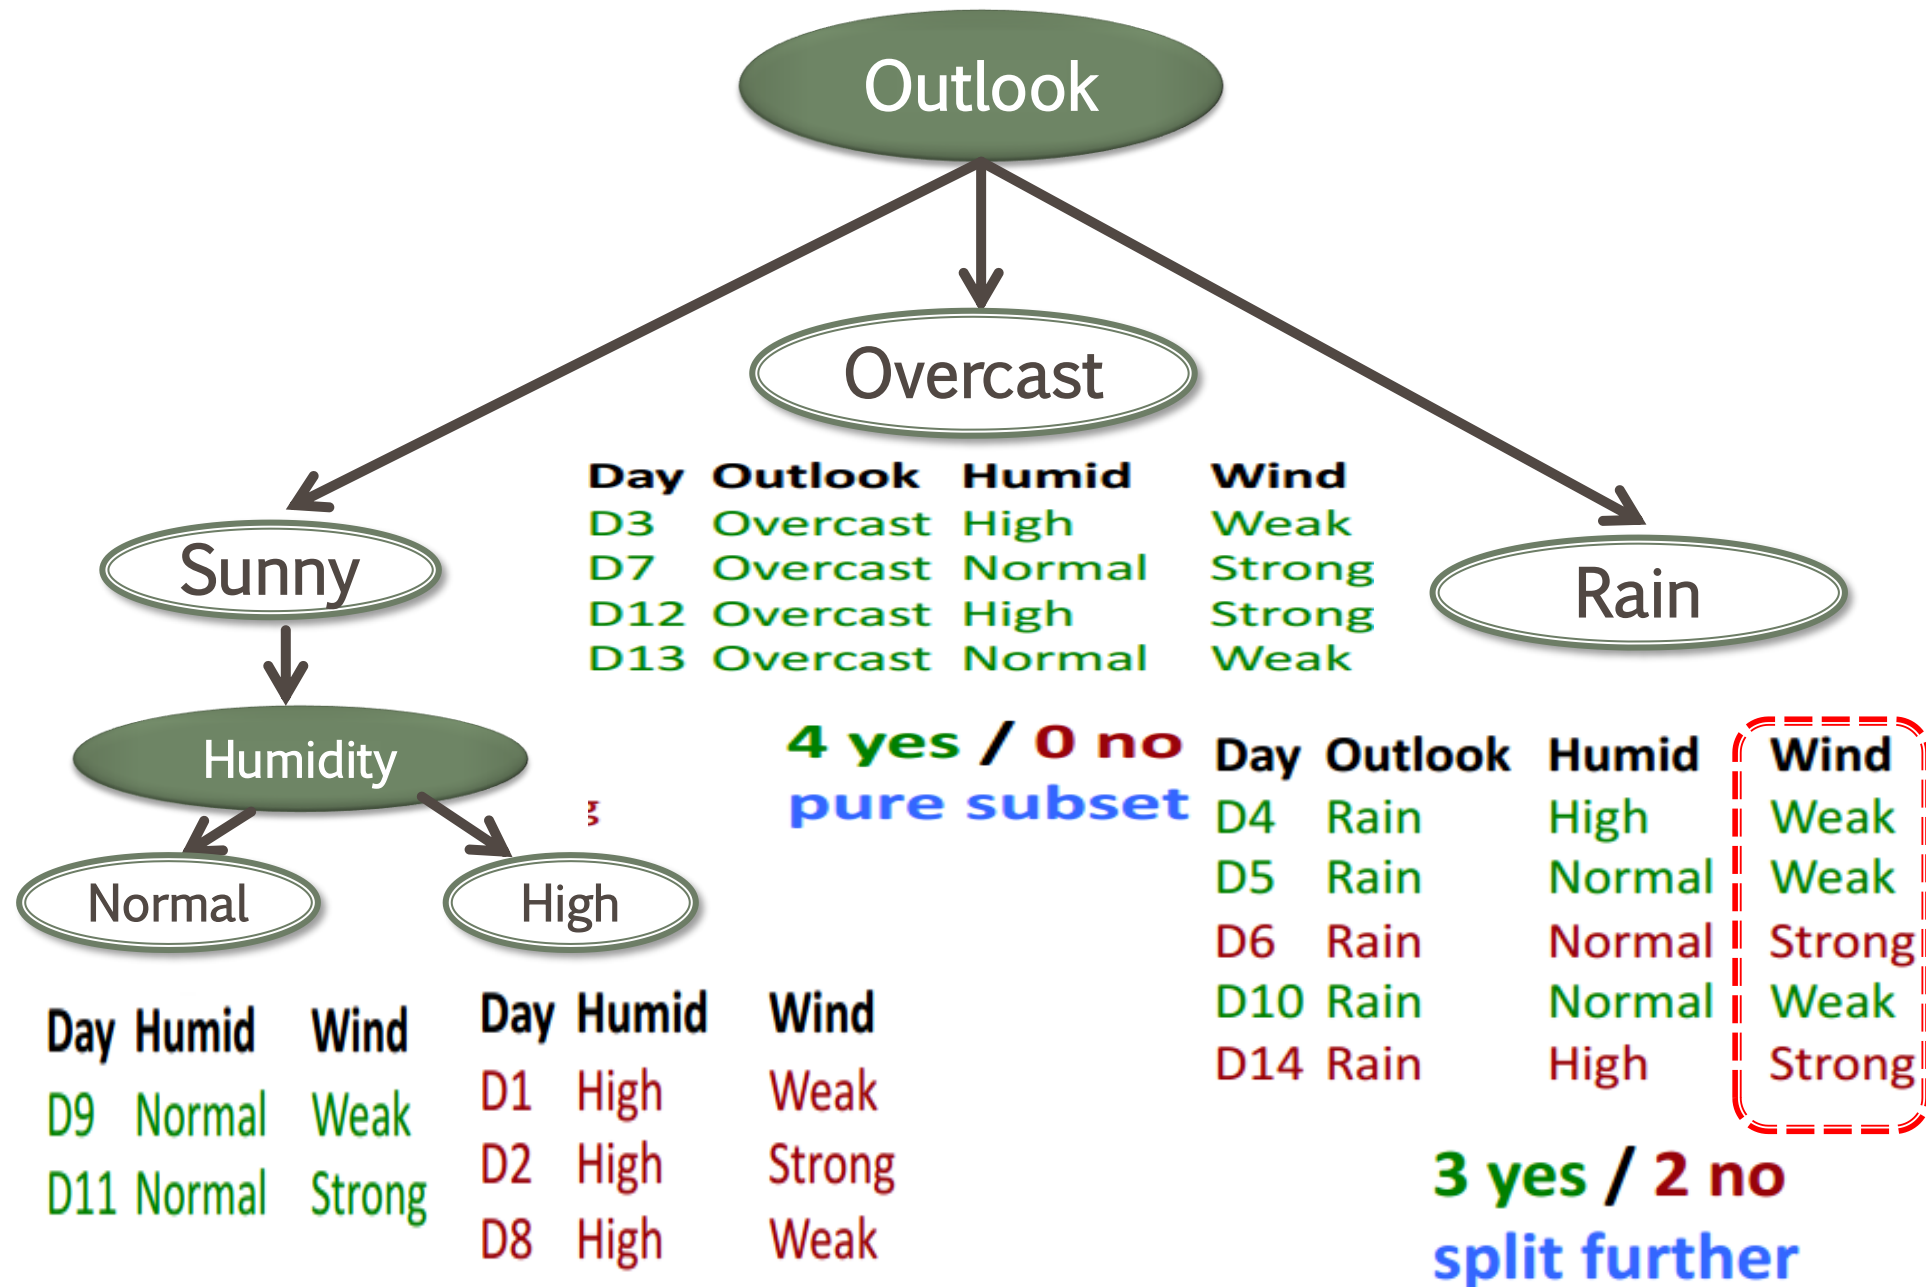 Outlook
Overcast
Day Outlook Humid Wind
D3 Overcast High Weak
D7 Overcast Normal Strong
D12 Overcast High Strong
D13 Overcast Normal Weak
4 yes / 0 no
pure subset
Sunny
Humidity
Normal
High
Day Humid Wind
D9 Normal Weak
D11 Normal Strong
Day Humid Wind
D1 High Weak
D2 High Strong
D8 High Weak
Rain
Day Outlook Humid Wind
D4 Rain High Weak
D5 Rain Normal Weak
D6 Rain Normal Strong
D10 Rain Normal Weak
D14 Rain High Strong
3 yes / 2 no
split further